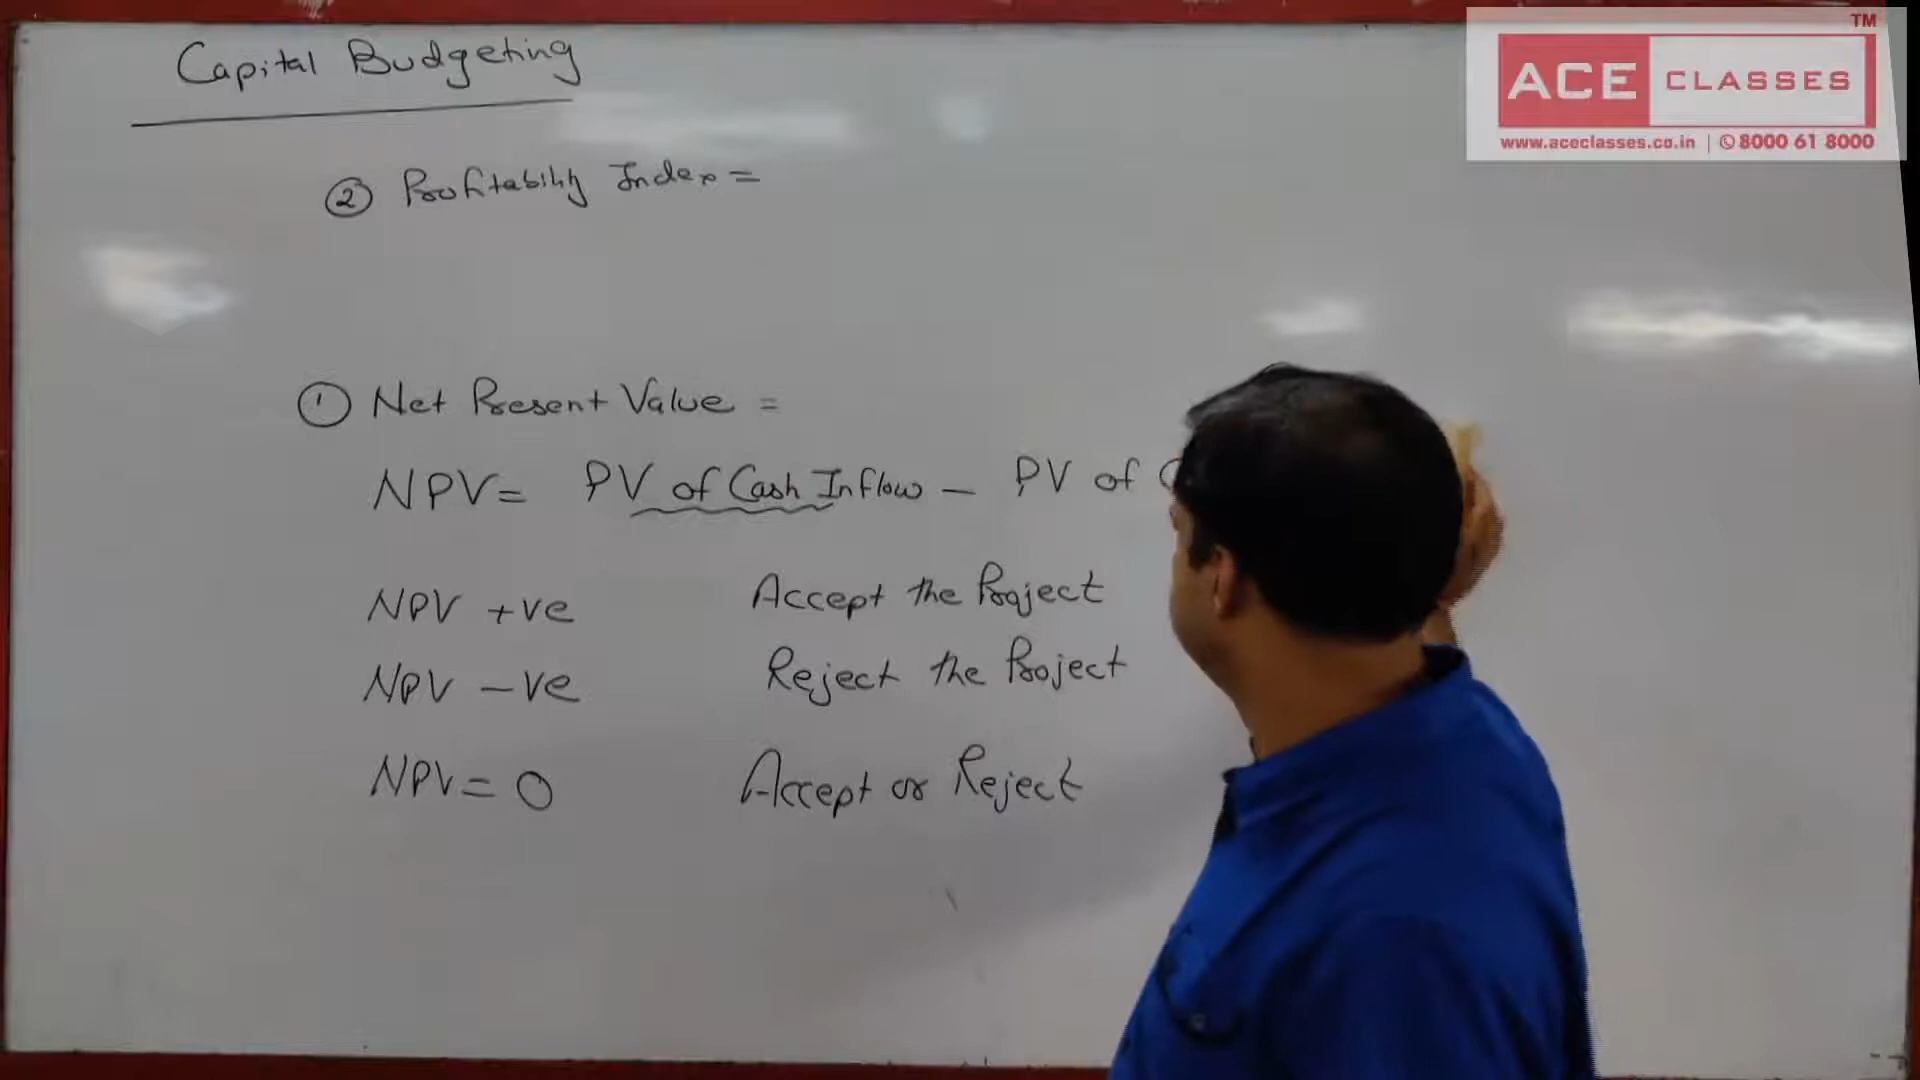 Capital Budgeting
② Profitability Index =
① Net Present Value =
NPV = PV of Cash Inflow — PV of C
NPV +ve Accept the Project
NPV -ve Reject the Project
NPV = 0 Accept or Reject
TM
ACE CLASSES
www.aceclasses.co.in | 8000 61 8000